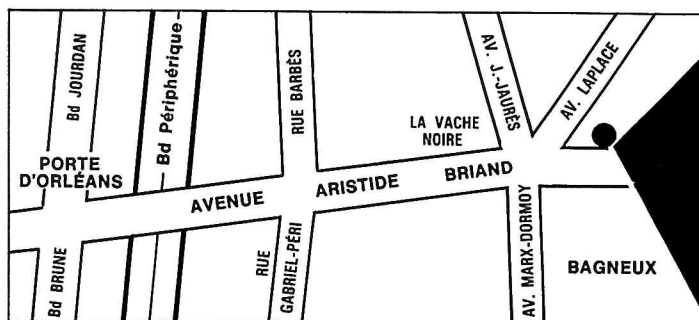 Bd JOURDAN
Bd Périphérique
RUE BARBÈS
AV. J.-JAURÈS
AV. LAPLACE
LA VACHE
NOIRE
PORTE
D'ORLÉANS
AVENUE ARISTIDE BRIAND
Bd BRUNE
RUE
GABRIEL-PÉRI
AV. MARX-DORMOY
BAGNEUX